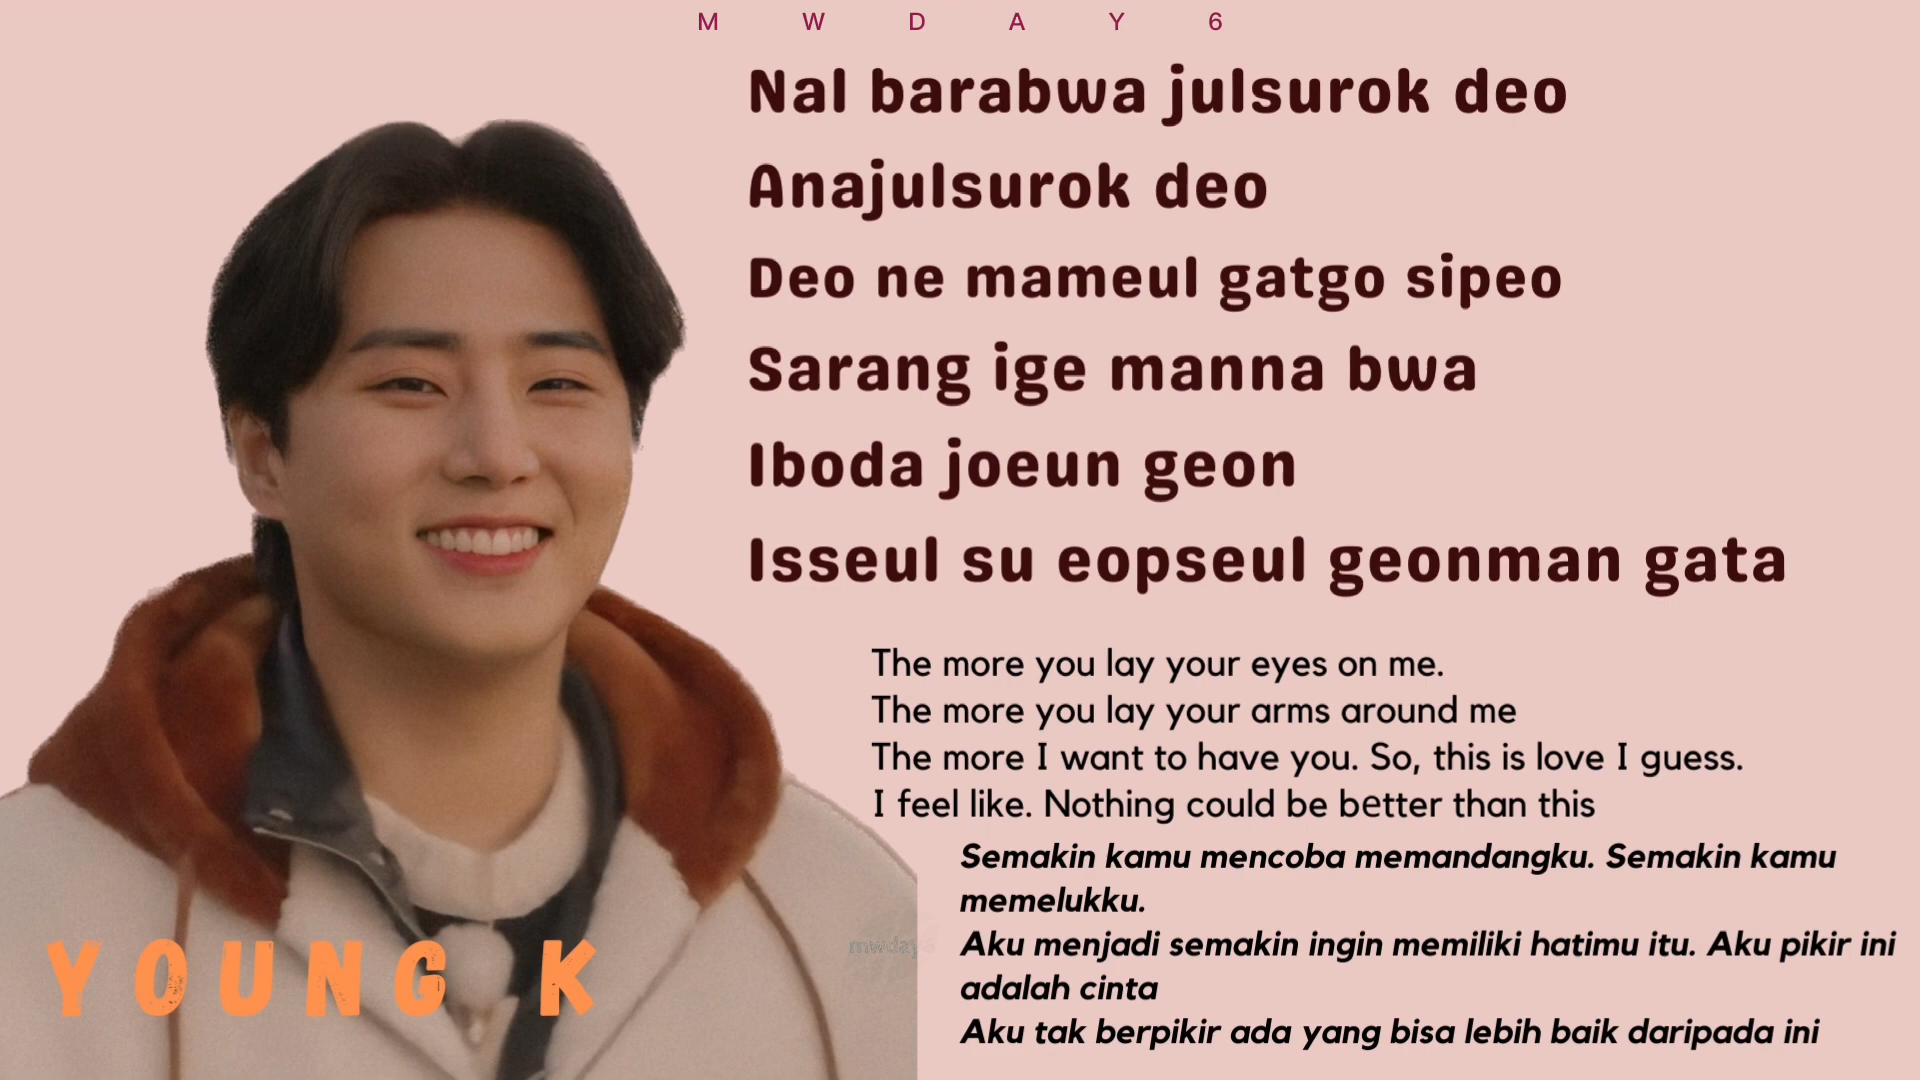 M W D A Y 6
Nal barabwa julsurok deo
Anajulsurok deo
Deo ne mameul gatgo sipeo
Sarang ige manna bwa
Iboda joeun geon
Isseul su eopseul geonman gata
The more you lay your eyes on me.
The more you lay your arms around me
The more I want to have you. So, this is love I guess.
I feel like. Nothing could be better than this
Semakin kamu mencoba memandangku. Semakin kamu
memelukku.
Aku menjadi semakin ingin memiliki hatimu itu. Aku pikir ini
adalah cinta
Aku tak berpikir ada yang bisa lebih baik daripada ini
YOUNG K
mwday6